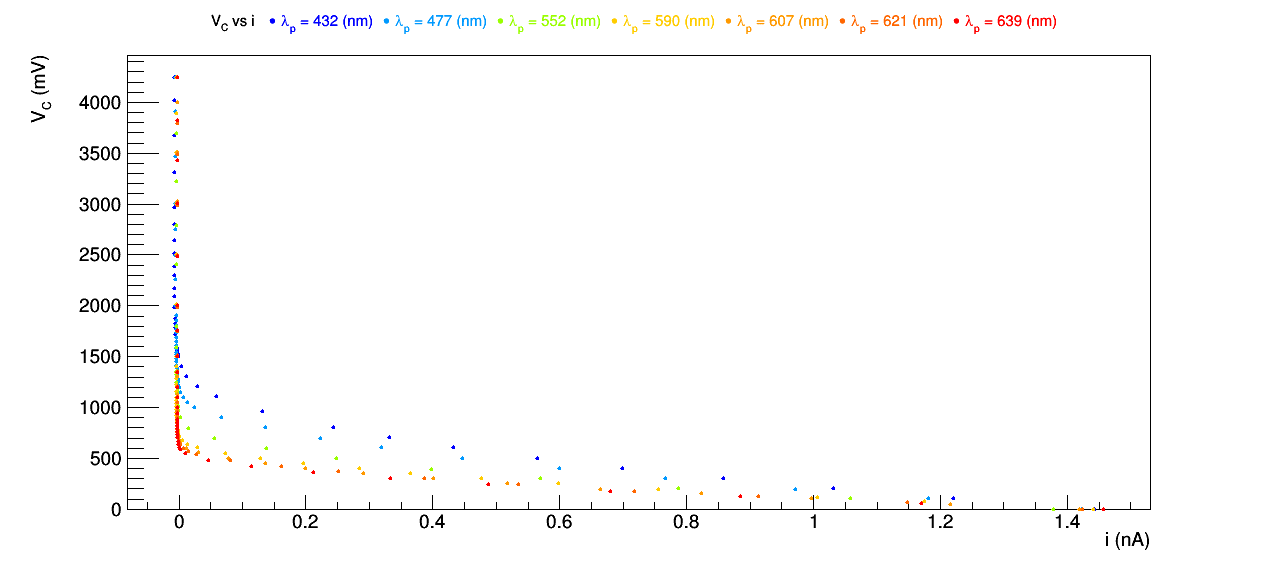 V_C vs i λ_p = 432 (nm) λ_p = 477 (nm) λ_p = 552 (nm) λ_p = 590 (nm) λ_p = 607 (nm) λ_p = 621 (nm) λ_p = 639 (nm)
V_C (mV)
4000
3500
3000
2500
2000
1500
1000
500
0
0 0.2 0.4 0.6 0.8 1 1.2 1.4
i (nA)